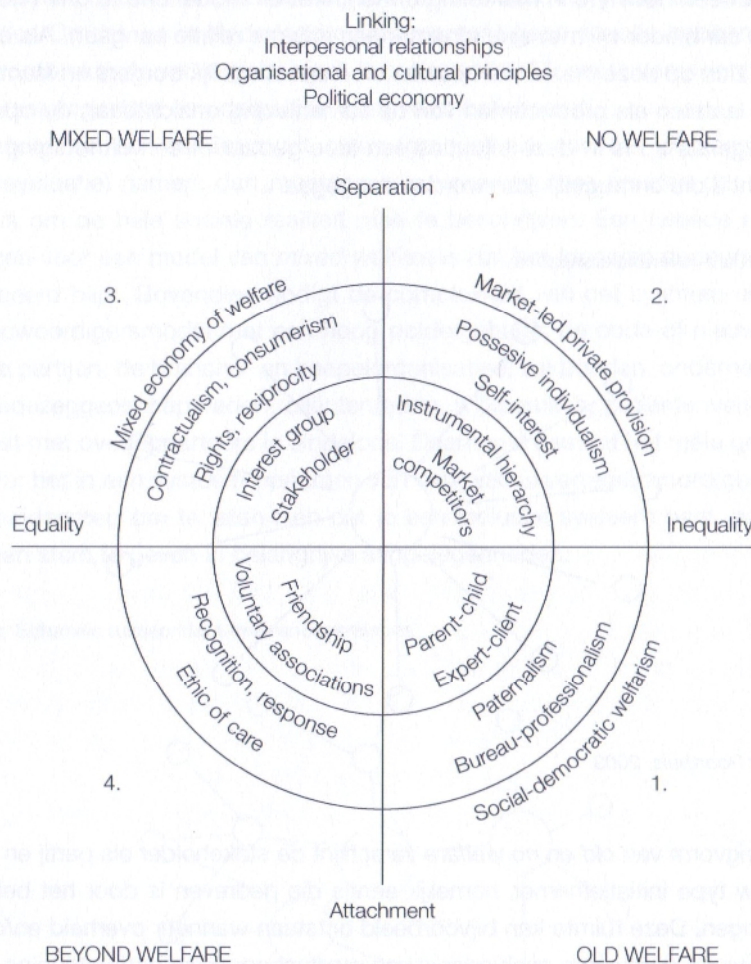 Linking:
Interpersonal relationships
Organisational and cultural principles
Political economy
MIXED WELFARE
NO WELFARE
Separation
3.
2.
Mixed economy of welfare
Contractualism, consumerism
Rights, reciprocity
Interest-group
Stakeholder
Market-led private provision
Possesive individualism
Self-interest
Instrumental hierarchy
Market
competitors
Equality
Inequality
Friendship
Voluntary associations
Recognition, response
Ethic of care
Parent-child
Expert-client
Paternalism
Bureau-professionalism
Social-democratic welfarism
4.
1.
Attachment
BEYOND WELFARE
OLD WELFARE